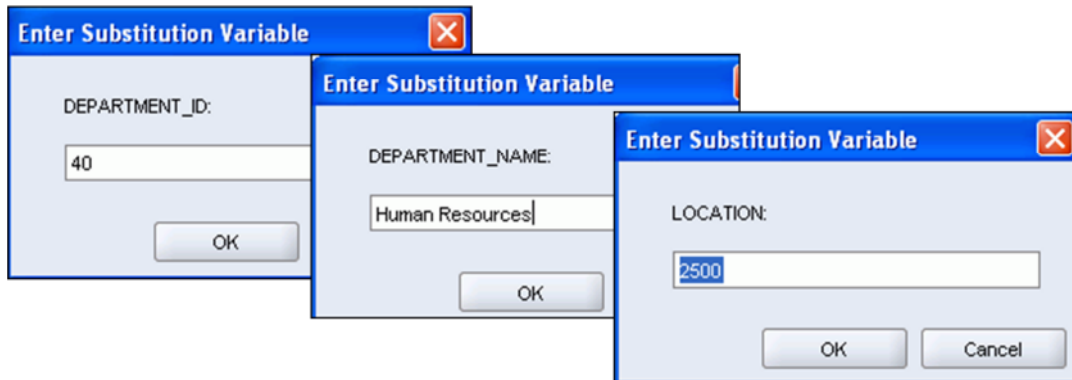 Enter Substitution Variable
DEPARTMENT_ID:
40
OK
Enter Substitution Variable
DEPARTMENT_NAME:
Human Resources
OK
Enter Substitution Variable
LOCATION:
2500
OK Cancel